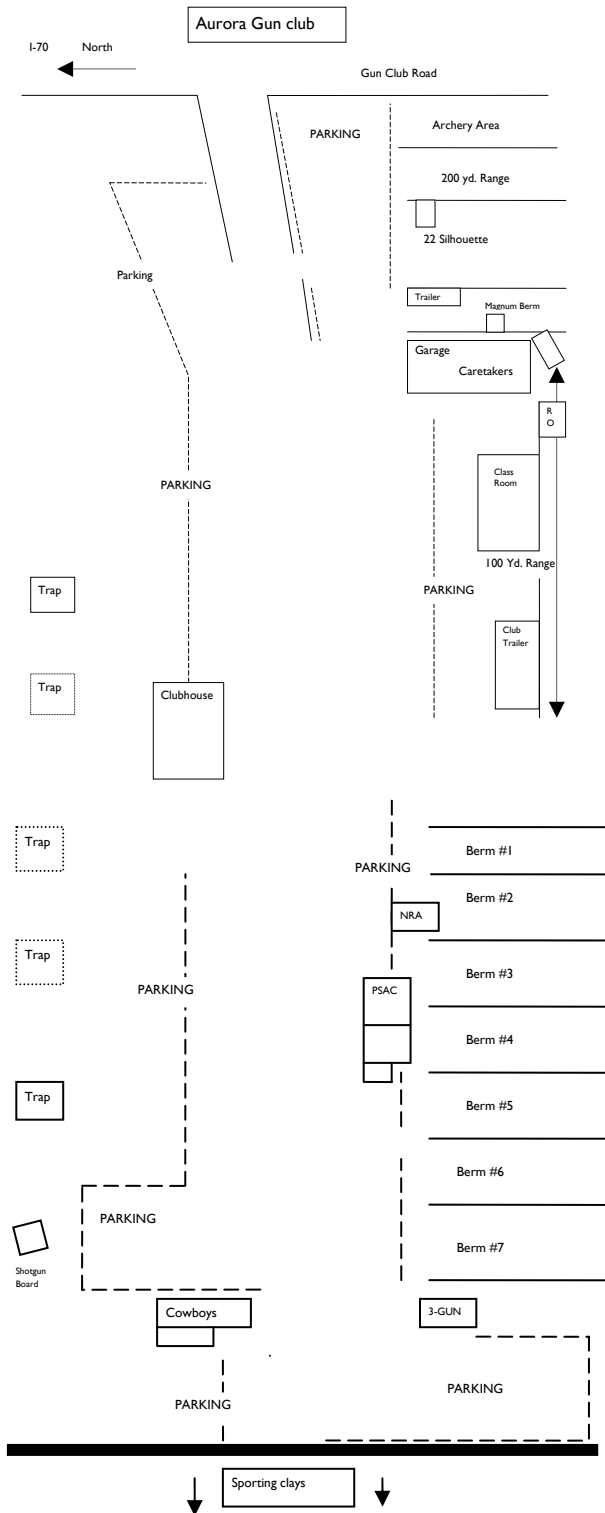 Aurora Gun club
I-70 North
Gun Club Road
PARKING
Archery Area
200 yd. Range
22 Silhouette
Parking
Trailer
Magnum Berm
Garage
Caretakers
R
O
Class
Room
PARKING
100 Yd. Range
Trap
PARKING
Club
Trailer
Trap
Clubhouse
Trap
Berm #1
PARKING
Berm #2
NRA
Trap
Berm #3
PARKING
PSAC
Berm #4
Trap
Berm #5
Berm #6
PARKING
Berm #7
Shotgun
Board
Cowboys
3-GUN
PARKING
PARKING
Sporting clays